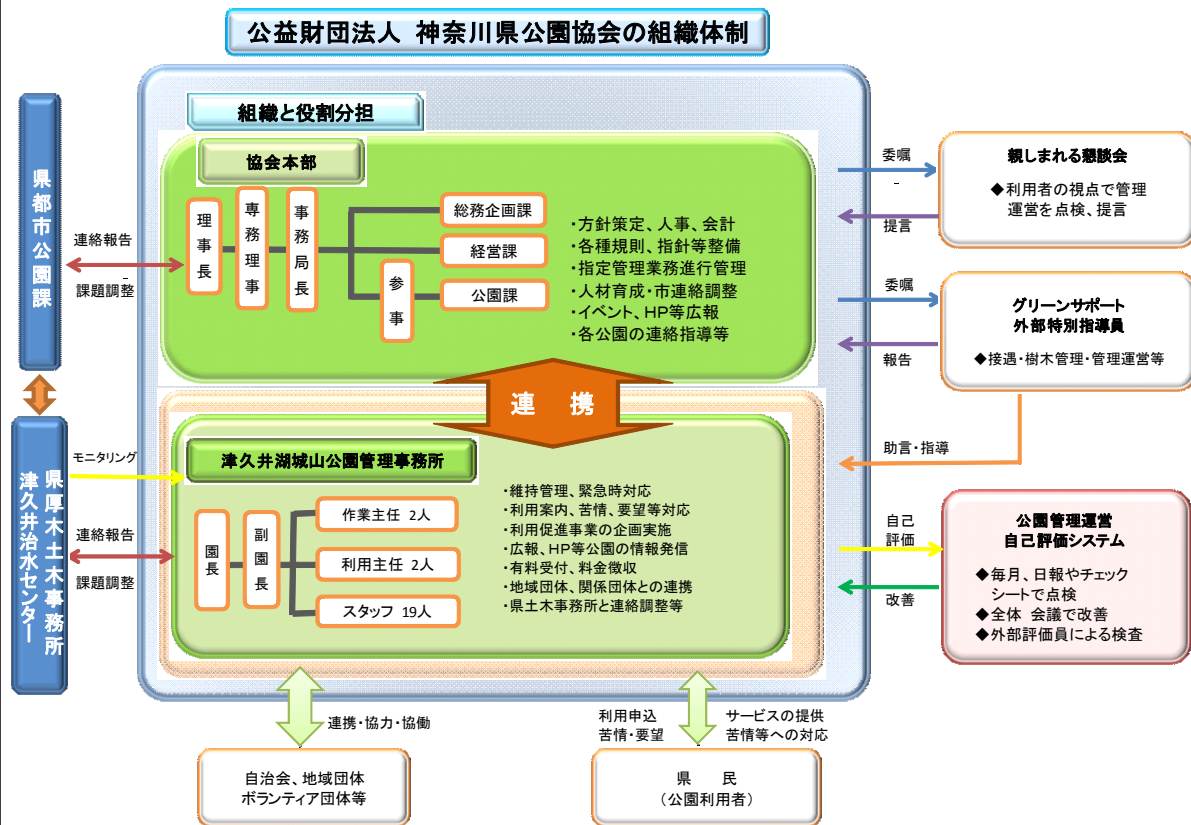 公益財団法人 神奈川県公園協会の組織体制
組織と役割分担
協会本部
理事長
専務理事
事務局長
参事
総務企画課
経営課
公園課
・方針策定、人事、会計
・各種規則、指針等整備
・指定管理業務進行管理
・人材育成・市連絡調整
・イベント、HP等広報
・各公園の連絡指導等
連 携
津久井湖城山公園管理事務所
園長
副園長
作業主任 2人
利用主任 2人
スタッフ 19人
・維持管理、緊急時対応
・利用案内、苦情、要望等対応
・利用促進事業の企画実施
・広報、HP等公園の情報発信
・有料受付、料金徴収
・地域団体、関係団体との連携
・県土木事務所と連絡調整等
県都市公園課
連絡報告
-
課題調整
県厚木土木事務所
津久井治水センター
モニタリング
連絡報告
課題調整
委嘱
-
提言
親しまれる懇談会
◆利用者の視点で管理
運営を点検、提言
委嘱
報告
グリーンサポート
外部特別指導員
◆接遇・樹木管理・管理運営等
助言・指導
自己
評価
改善
公園管理運営
自己評価システム
◆毎月、日報やチェック
シートで点検
◆全体 会議で改善
◆外部評価員による検査
連携・協力・協働
自治会、地域団体
ボランティア団体等
利用申込
苦情・要望
サービスの提供
苦情等への対応
県 民
（公園利用者）